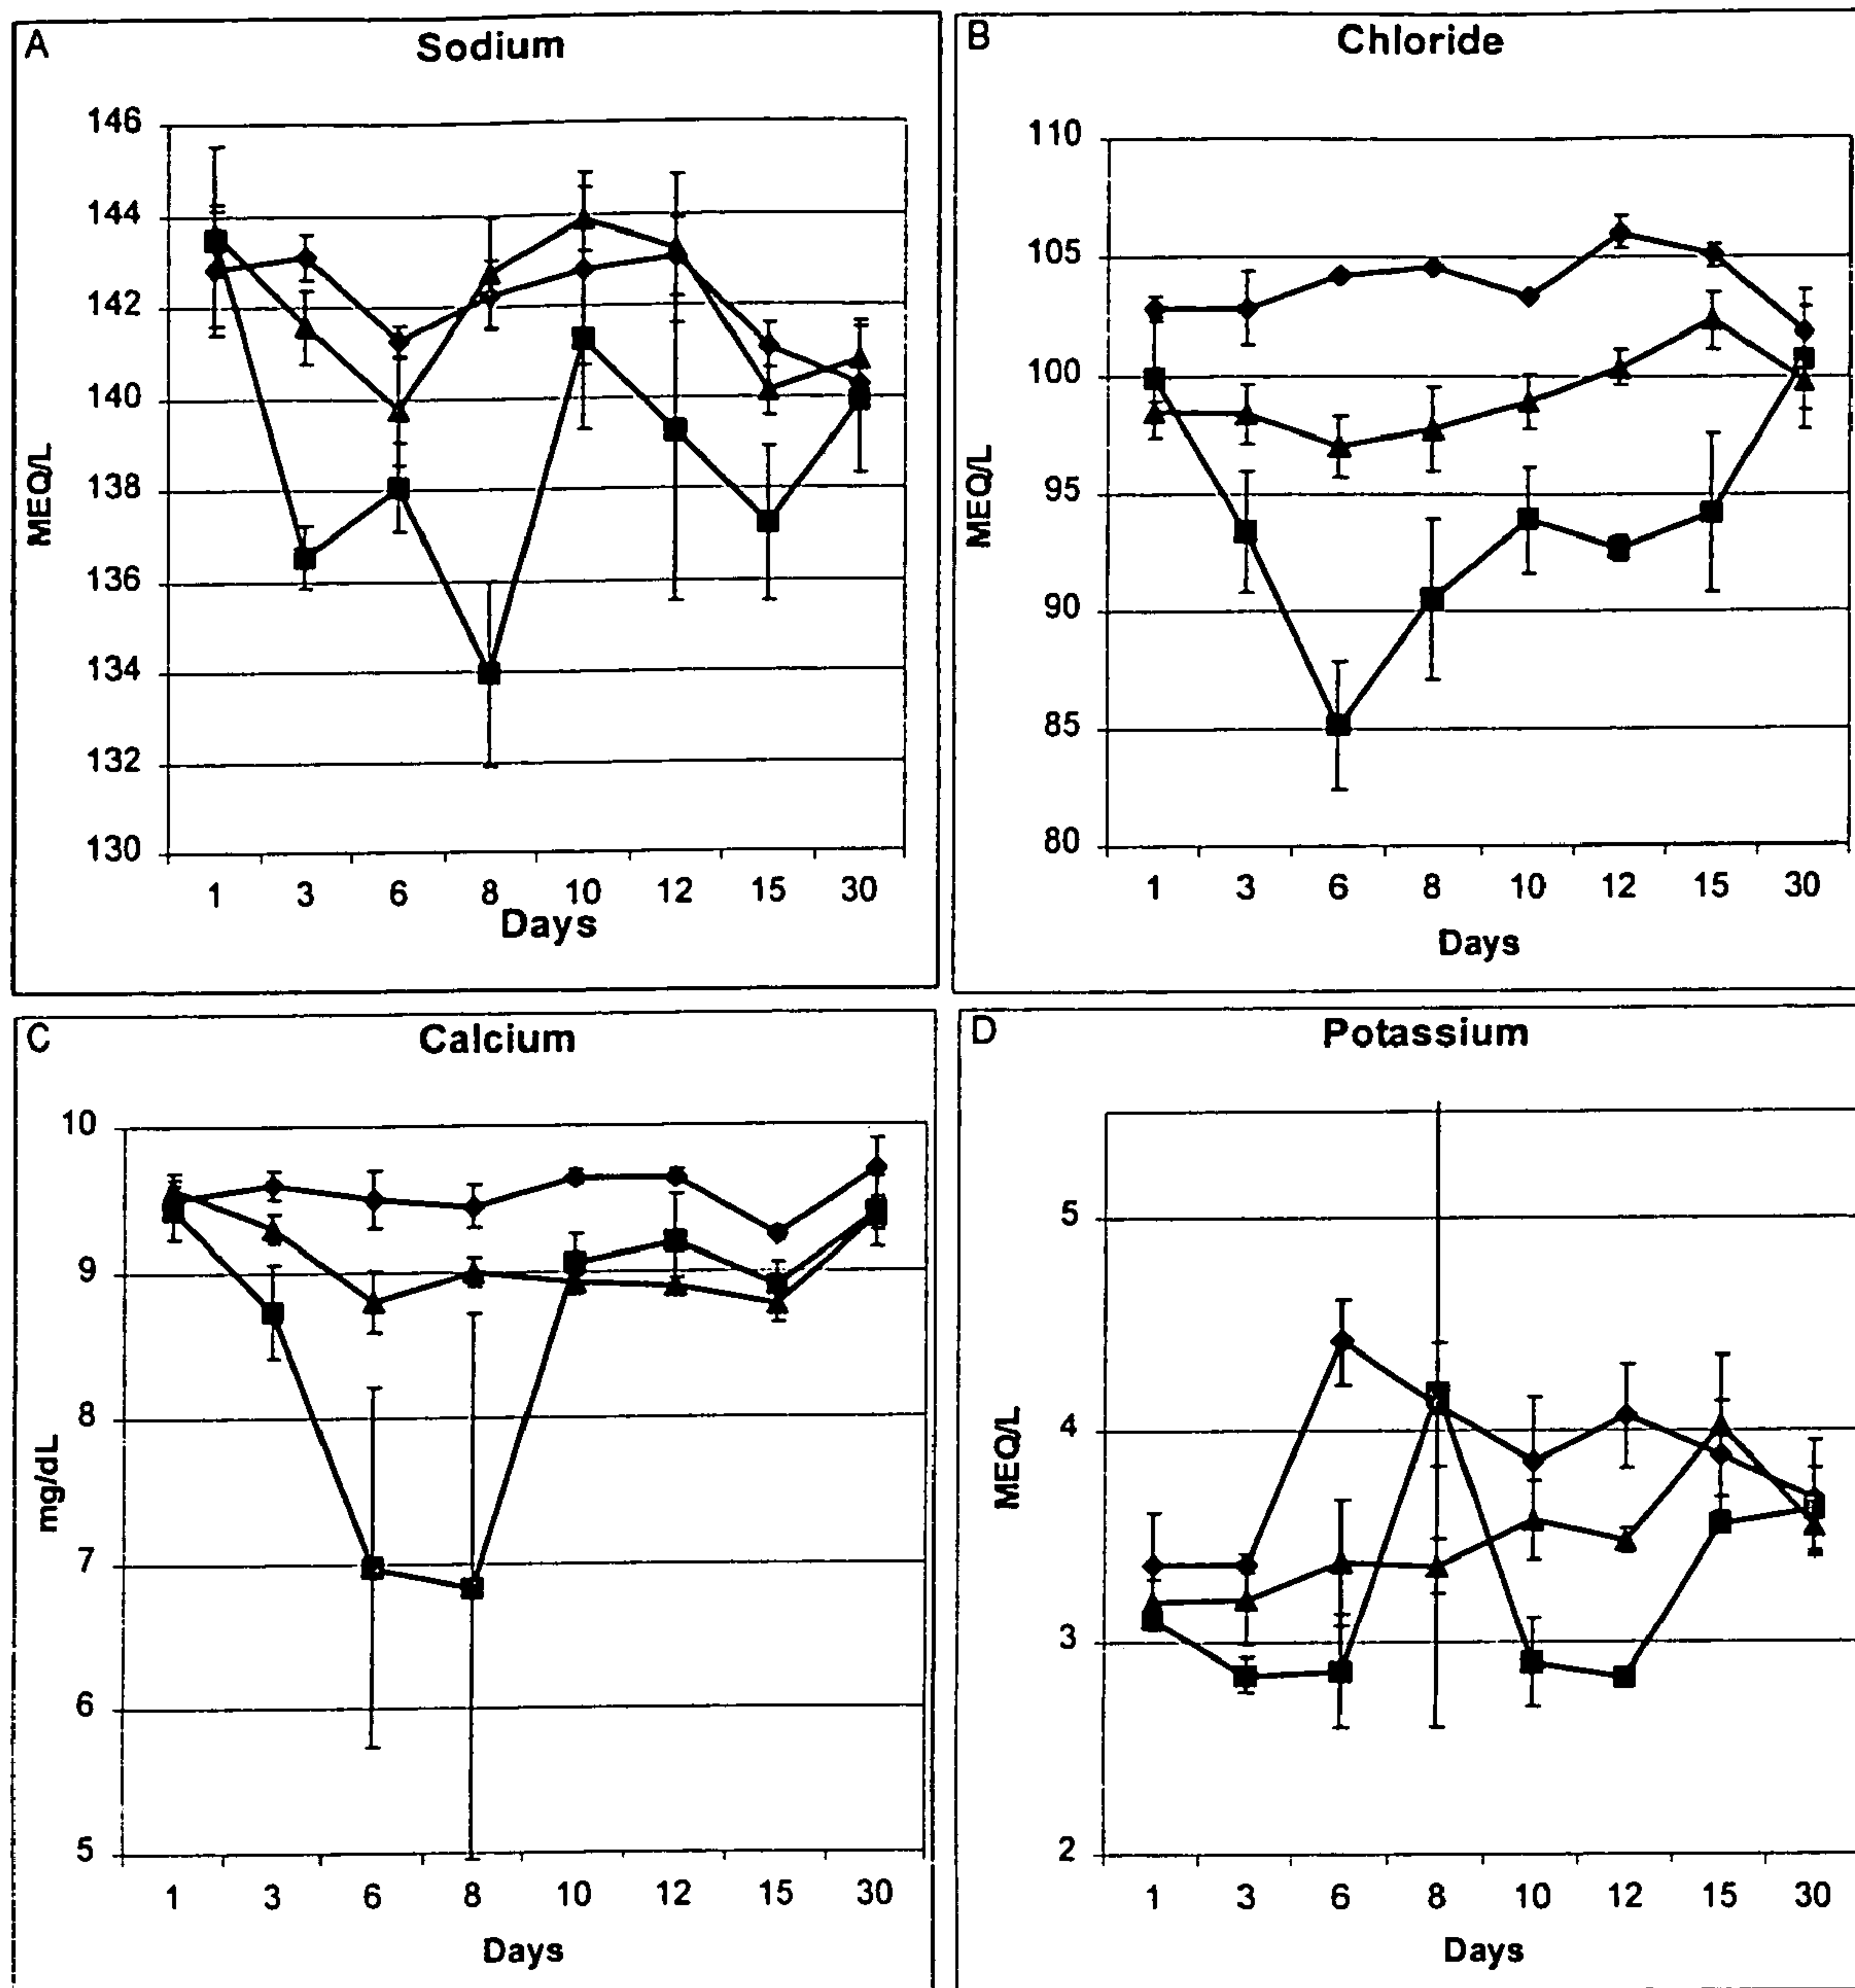 A
Sodium
146
144
142
140
138
136
134
132
130
MEQ/L
1 3 6 8 10 12 15 30
Days
B
Chloride
110
105
100
95
90
85
80
MEQ/L
1 3 6 8 10 12 15 30
Days
C
Calcium
10
9
8
7
6
5
mg/dL
1 3 6 8 10 12 15 30
Days
D
Potassium
5
4
3
2
MEQ/L
1 3 6 8 10 12 15 30
Days